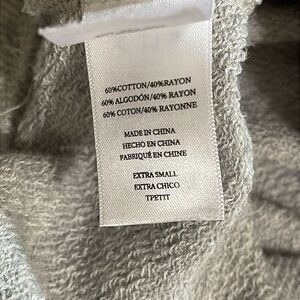 60%COTTON/40%RAYON
60% ALGODÓN/40% RAYON
60% COTON/40% RAYONNE
MADE IN CHINA
HECHO EN CHINA
FABRIQUÉ EN CHINE
EXTRA SMALL
EXTRA CHICO
TPETIT